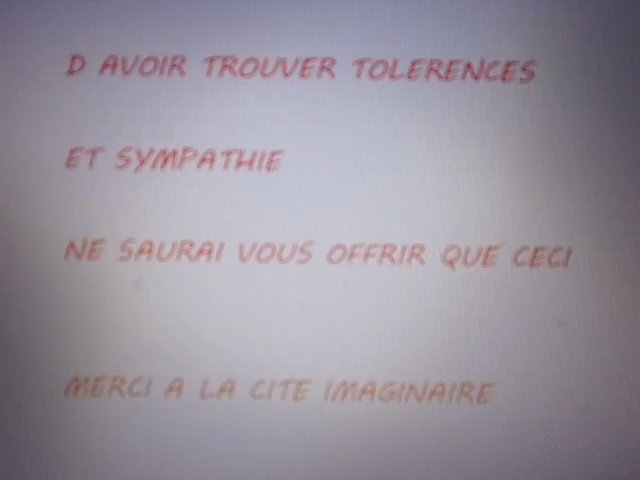 D AVOIR TROUVER TOLERENCES
ET SYMPATHIE
NE SAURAI VOUS OFFRIR QUE CECI
MERCI A LA CITE IMAGINAIRE